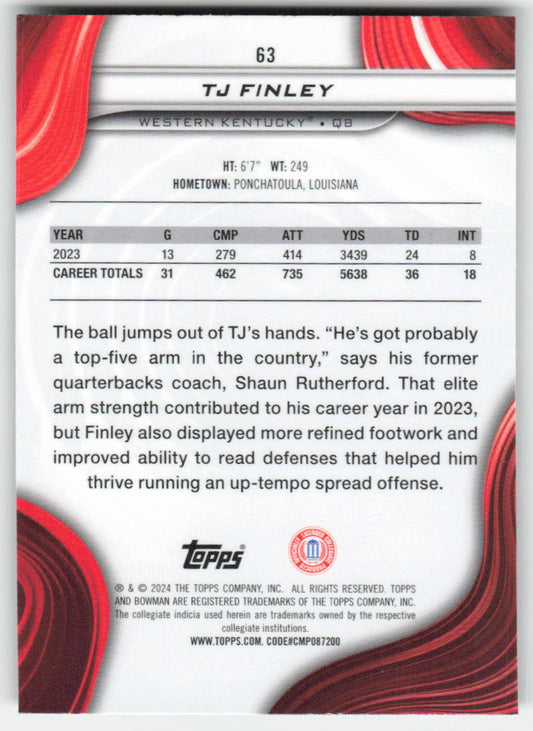 63
TJ FINLEY
WESTERN KENTUCKY® • QB
HT: 6'7" WT: 249
HOMETOWN: PONCHATOULA, LOUISIANA
YEAR G CMP ATT YDS TD INT
2023 13 279 414 3439 24 8
CAREER TOTALS 31 462 735 5638 36 18
The ball jumps out of TJ's hands. "He's got probably
a top-five arm in the country," says his former
quarterbacks coach, Shaun Rutherford. That elite
arm strength contributed to his career year in 2023,
but Finley also displayed more refined footwork and
improved ability to read defenses that helped him
thrive running an up-tempo spread offense.
topps®
OFFICIALLY LICENSED COLLEGIATE PRODUCTS
® & © 2024 THE TOPPS COMPANY, INC. ALL RIGHTS RESERVED. TOPPS
AND BOWMAN ARE REGISTERED TRADEMARKS OF THE TOPPS COMPANY, INC.
The collegiate indicia used herein are trademarks owned by the respective
collegiate institutions.
WWW.TOPPS.COM. CODE#CMP087200